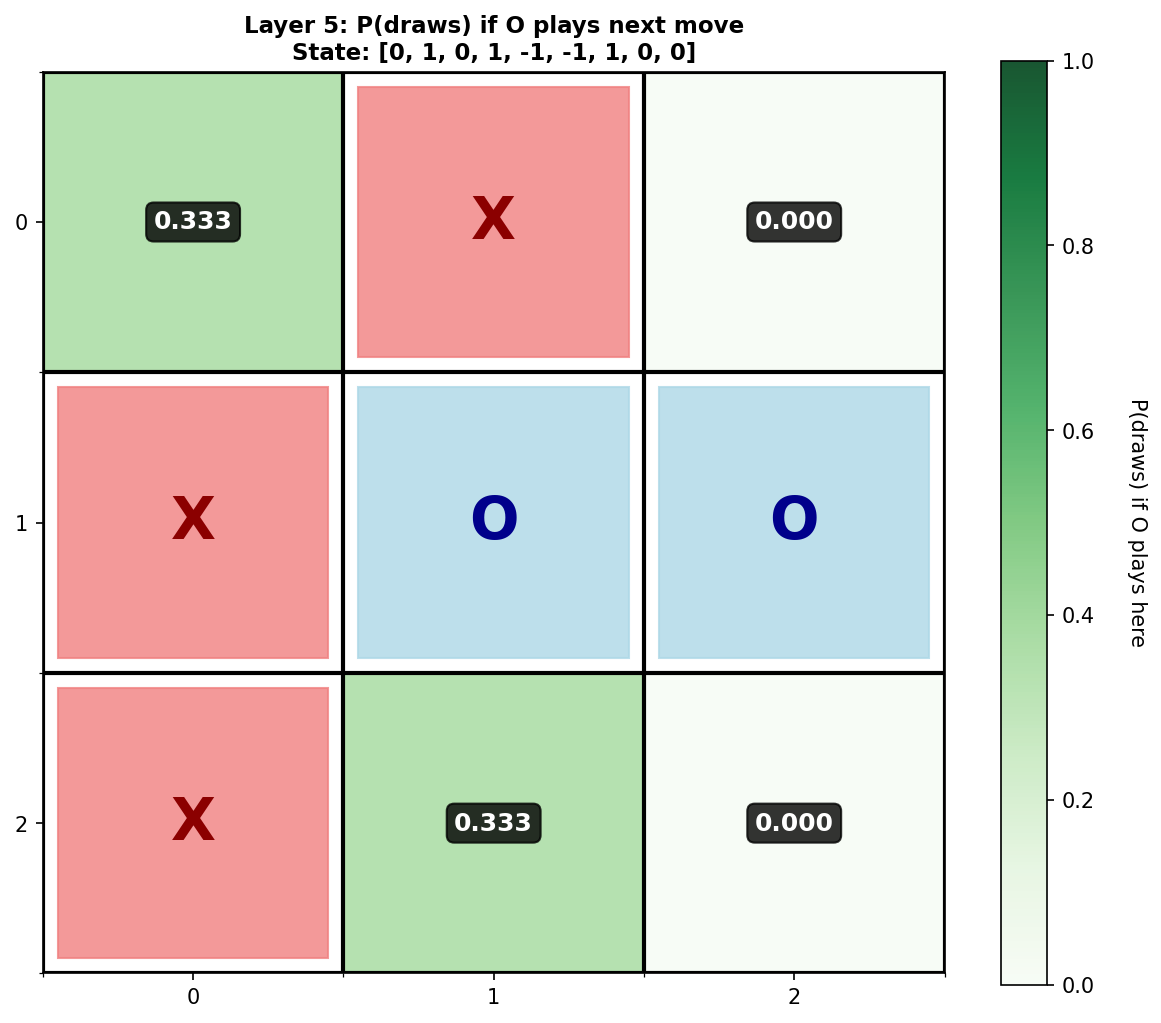 Layer 5: P(draws) if O plays next move
State: [0, 1, 0, 1, -1, -1, 1, 0, 0]
0.333 X 0.000
X O O
X 0.333 0.000
0
1
2
0 1 2
1.0
0.8
0.6
0.4
0.2
0.0
P(draws) if O plays here